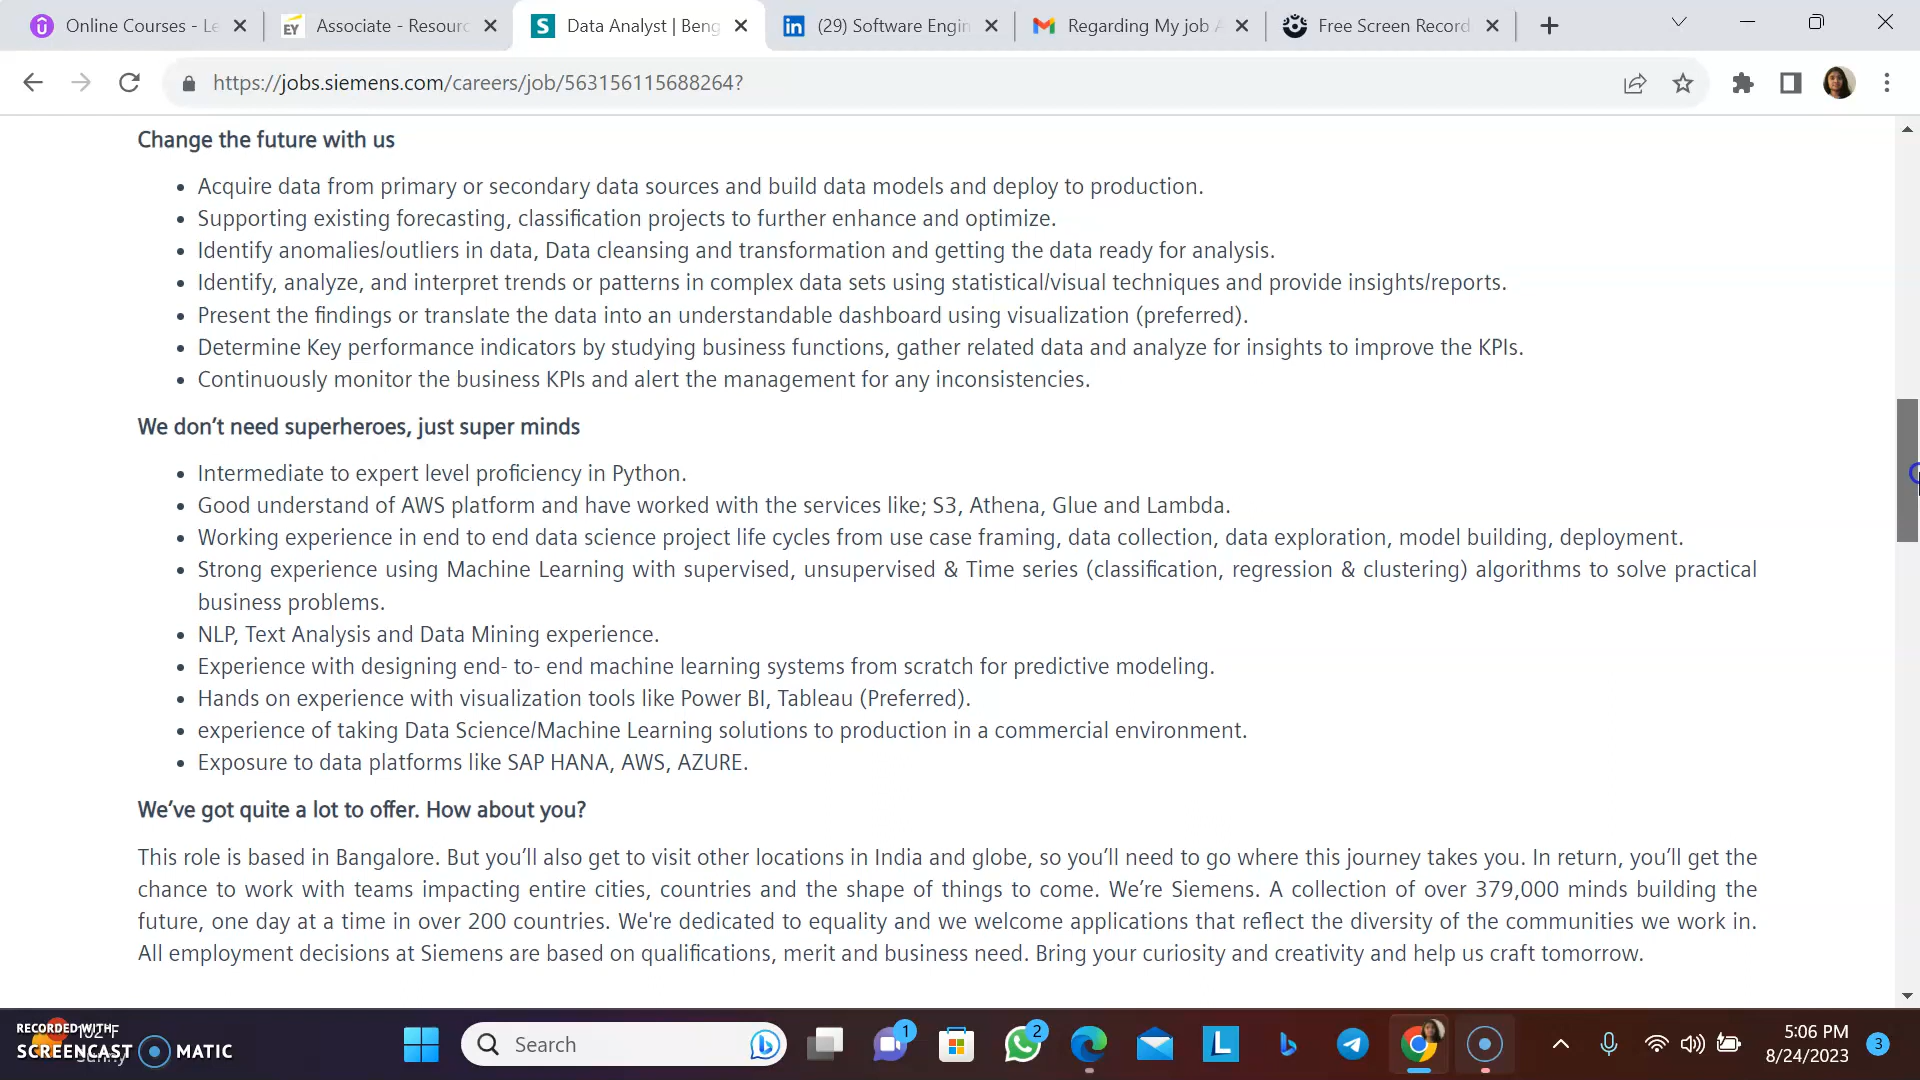 Online Courses - Le
EY
Associate - Resourc
S
Data Analyst | Beng
in
(29) Software Engin
Regarding My job A
Free Screen Record
https://jobs.siemens.com/careers/job/563156115688264?
Change the future with us
• Acquire data from primary or secondary data sources and build data models and deploy to production.
• Supporting existing forecasting, classification projects to further enhance and optimize.
• Identify anomalies/outliers in data, Data cleansing and transformation and getting the data ready for analysis.
• Identify, analyze, and interpret trends or patterns in complex data sets using statistical/visual techniques and provide insights/reports.
• Present the findings or translate the data into an understandable dashboard using visualization (preferred).
• Determine Key performance indicators by studying business functions, gather related data and analyze for insights to improve the KPIs.
• Continuously monitor the business KPIs and alert the management for any inconsistencies.
We don’t need superheroes, just super minds
• Intermediate to expert level proficiency in Python.
• Good understand of AWS platform and have worked with the services like; S3, Athena, Glue and Lambda.
• Working experience in end to end data science project life cycles from use case framing, data collection, data exploration, model building, deployment.
• Strong experience using Machine Learning with supervised, unsupervised & Time series (classification, regression & clustering) algorithms to solve practical
business problems.
• NLP, Text Analysis and Data Mining experience.
• Experience with designing end- to- end machine learning systems from scratch for predictive modeling.
• Hands on experience with visualization tools like Power BI, Tableau (Preferred).
• experience of taking Data Science/Machine Learning solutions to production in a commercial environment.
• Exposure to data platforms like SAP HANA, AWS, AZURE.
We’ve got quite a lot to offer. How about you?
This role is based in Bangalore. But you’ll also get to visit other locations in India and globe, so you’ll need to go where this journey takes you. In return, you’ll get the
chance to work with teams impacting entire cities, countries and the shape of things to come. We’re Siemens. A collection of over 379,000 minds building the
future, one day at a time in over 200 countries. We're dedicated to equality and we welcome applications that reflect the diversity of the communities we work in.
All employment decisions at Siemens are based on qualifications, merit and business need. Bring your curiosity and creativity and help us craft tomorrow.
RECORDED WITH
SCREENCAST MATIC
Search
1
2
L
5:06 PM
8/24/2023
3